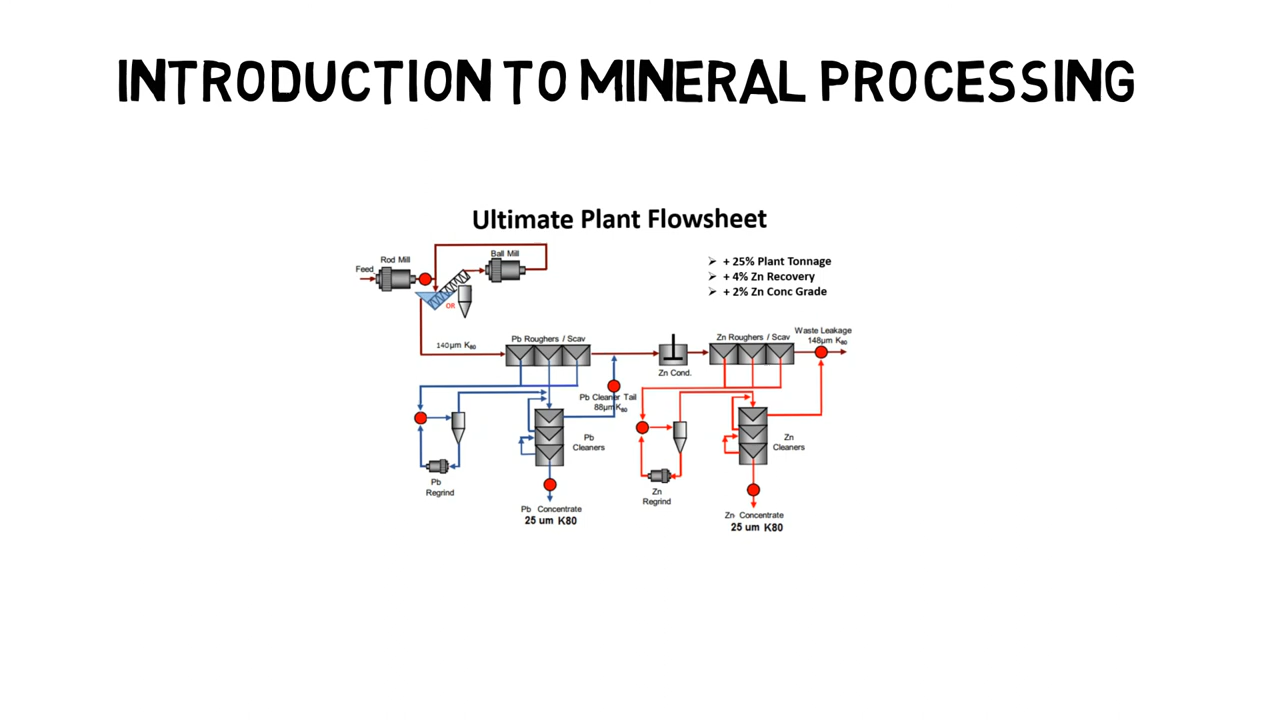 INTRODUCTION TO MINERAL PROCESSING
Ultimate Plant Flowsheet
Rod Mill
Ball Mill
Feed
OR
➢ + 25% Plant Tonnage
➢ + 4% Zn Recovery
➢ + 2% Zn Conc Grade
140µm K80
Pb Roughers / Scav
Zn Cond.
Zn Roughers / Scav
Waste Leakage
148µm K80
Pb Cleaner Tail
88µm K80
Pb
Cleaners
Zn
Cleaners
Pb
Regrind
Zn
Regrind
Pb Concentrate
25 um K80
Zn Concentrate
25 um K80